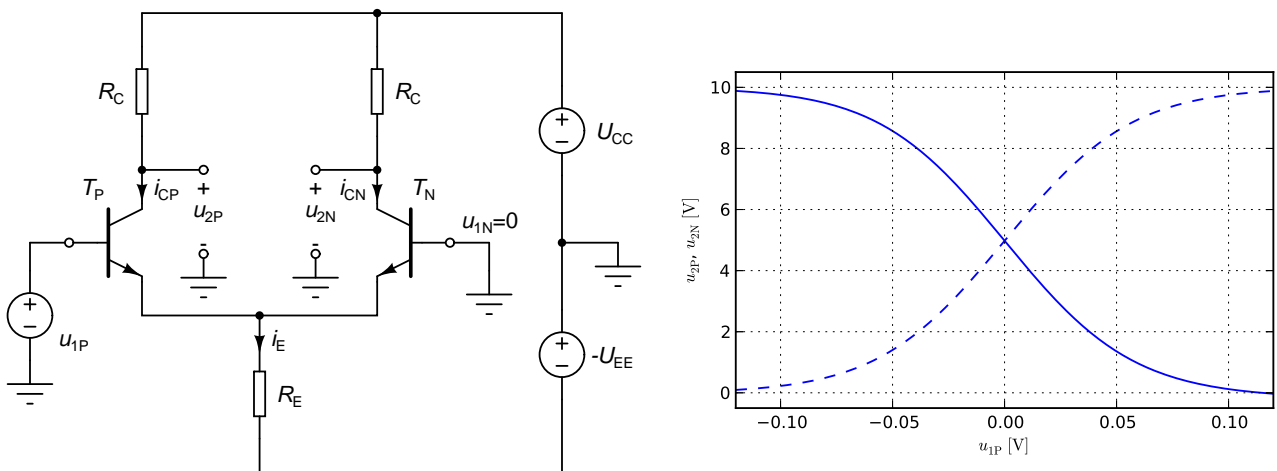 R_C
R_C
U_CC
T_P
i_CP
+
u_2P
-
+
u_2N
-
i_CN
T_N
u_1N=0
+
−
+
−
u_1P
i_E
R_E
+
−
-U_EE
u_2P, u_2N [V]
10
8
6
4
2
0
−0.10
−0.05
0.00
0.05
0.10
u_1P [V]